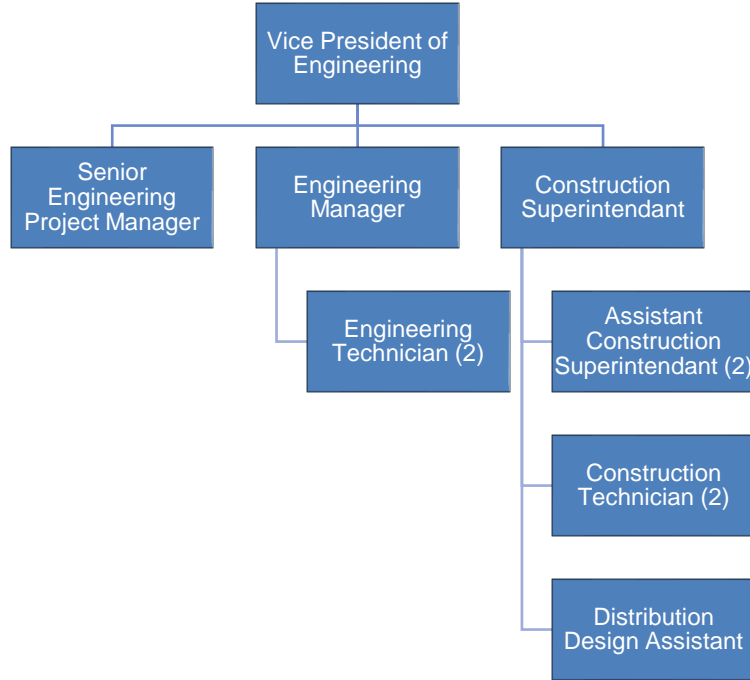 Vice President of
Engineering
Senior
Engineering
Project Manager
Engineering
Manager
Construction
Superintendant
Engineering
Technician (2)
Assistant
Construction
Superintendant (2)
Construction
Technician (2)
Distribution
Design Assistant